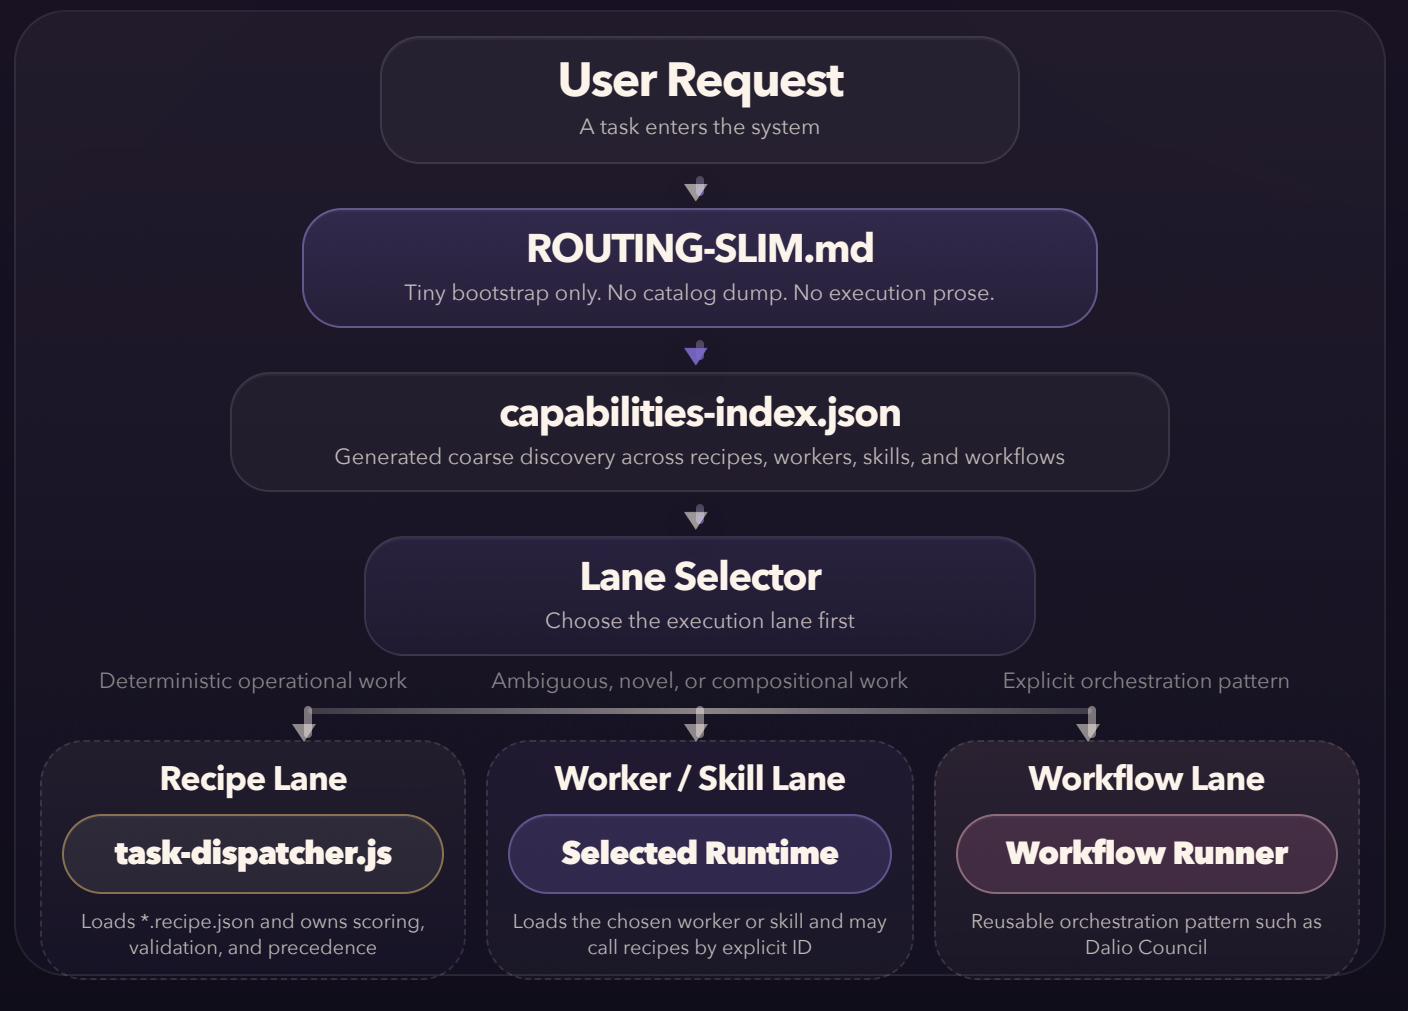 User Request
A task enters the system
ROUTING-SLIM.md
Tiny bootstrap only. No catalog dump. No execution prose.
capabilities-index.json
Generated coarse discovery across recipes, workers, skills, and workflows
Lane Selector
Choose the execution lane first
Deterministic operational work
Ambiguous, novel, or compositional work
Explicit orchestration pattern
Recipe Lane
task-dispatcher.js
Loads *.recipe.json and owns scoring,
validation, and precedence
Worker / Skill Lane
Selected Runtime
Loads the chosen worker or skill and may
call recipes by explicit ID
Workflow Lane
Workflow Runner
Reusable orchestration pattern such as
Dalio Council